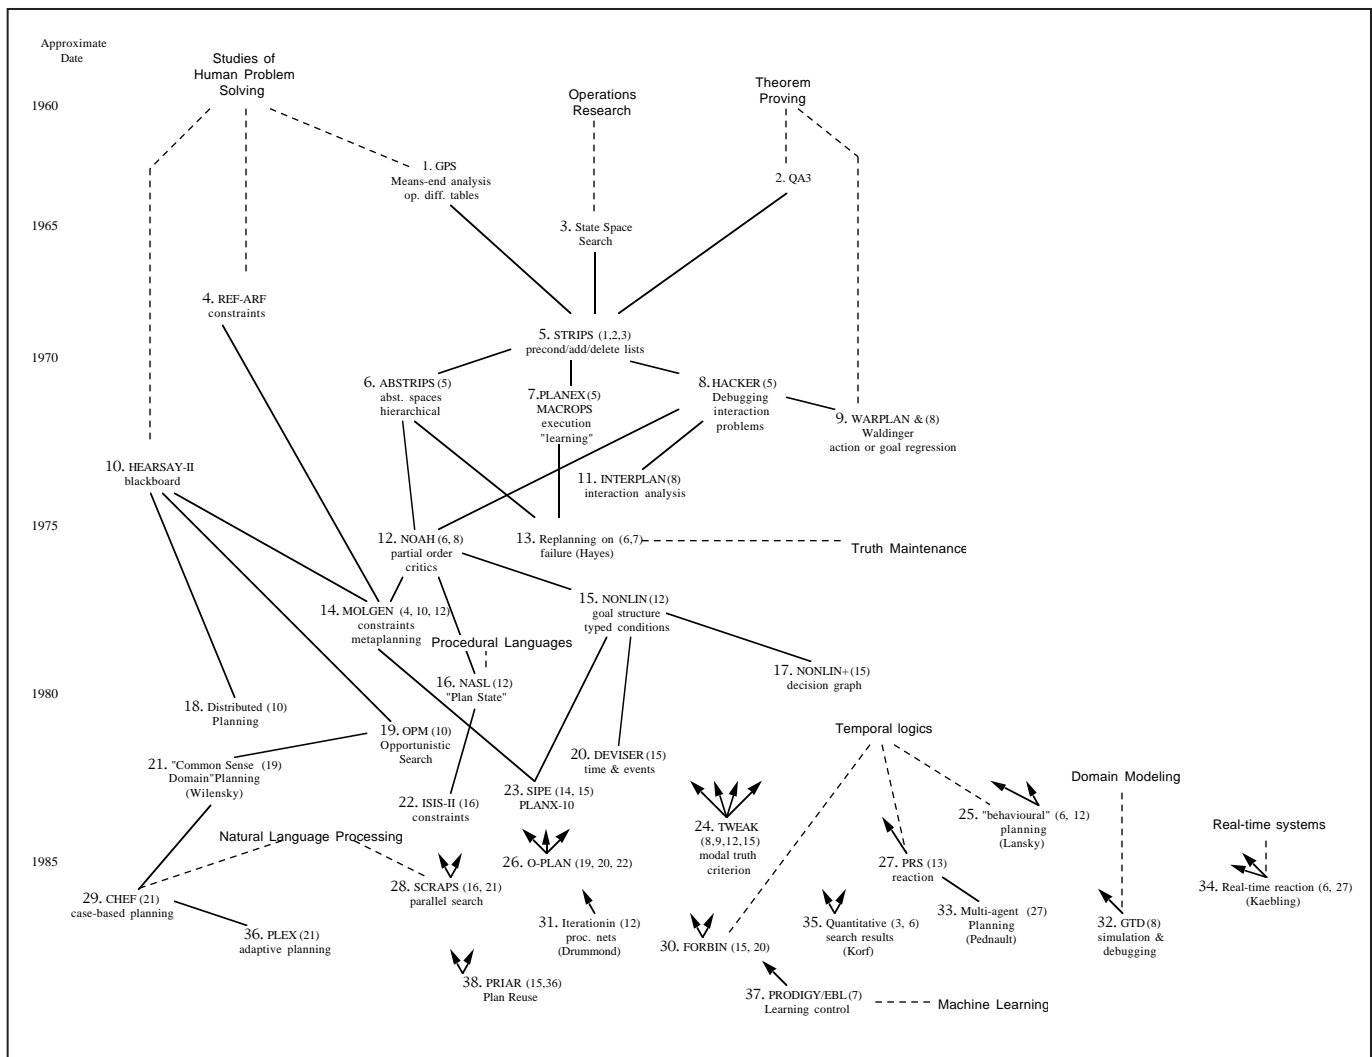 Approximate
Date
Studies of
Human Problem
Solving
Operations
Research
Theorem
Proving
1960
1. GPS
Means-end analysis
op. diff. tables
2. QA3
1965
3. State Space
Search
4. REF-ARF
constraints
5. STRIPS (1,2,3)
precond/add/delete lists
1970
6. ABSTRIPS (5)
abst. spaces
hierarchical
7.PLANEX (5)
MACROPS
execution
"learning"
8. HACKER (5)
Debugging
interaction
problems
9. WARPLAN & (8)
Waldinger
action or goal regression
10. HEARSAY-II
blackboard
11. INTERPLAN (8)
interaction analysis
1975
12. NOAH (6, 8)
partial order
critics
13. Replanning on (6,7)
failure (Hayes)
Truth Maintenance
14. MOLGEN (4, 10, 12)
constraints
metaplanning
15. NONLIN (12)
goal structure
typed conditions
Procedural Languages
16. NASL (12)
"Plan State"
17. NONLIN+ (15)
decision graph
1980
18. Distributed (10)
Planning
19. OPM (10)
Opportunistic
Search
20. DEVISER (15)
time & events
Temporal logics
21. "Common Sense (19)
Domain"Planning
(Wilensky)
22. ISIS-II (16)
constraints
23. SIPE (14, 15)
PLANX-10
24. TWEAK
(8,9,12,15)
modal truth
criterion
25. "behavioural" (6, 12)
planning
(Lansky)
Domain Modeling
Real-time systems
Natural Language Processing
1985
26. O-PLAN (19, 20, 22)
27. PRS (13)
reaction
28. SCRAPS (16, 21)
parallel search
29. CHEF (21)
case-based planning
34. Real-time reaction (6, 27)
(Kaebling)
30. FORBIN (15, 20)
31. Iterationin (12)
proc. nets
(Drummond)
35. Quantitative (3, 6)
search results
(Korf)
33. Multi-agent (27)
Planning
(Pednault)
32. GTD (8)
simulation &
debugging
36. PLEX (21)
adaptive planning
38. PRIAR (15,36)
Plan Reuse
37. PRODIGY/EBL (7)
Learning control
Machine Learning